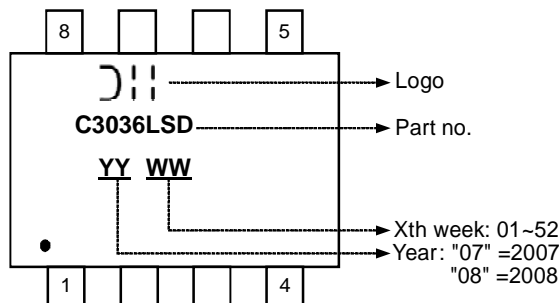 8 5
Logo
C3036LSD Part no.
YY WW
Xth week: 01~52
Year: "07" =2007
"08" =2008
1 4